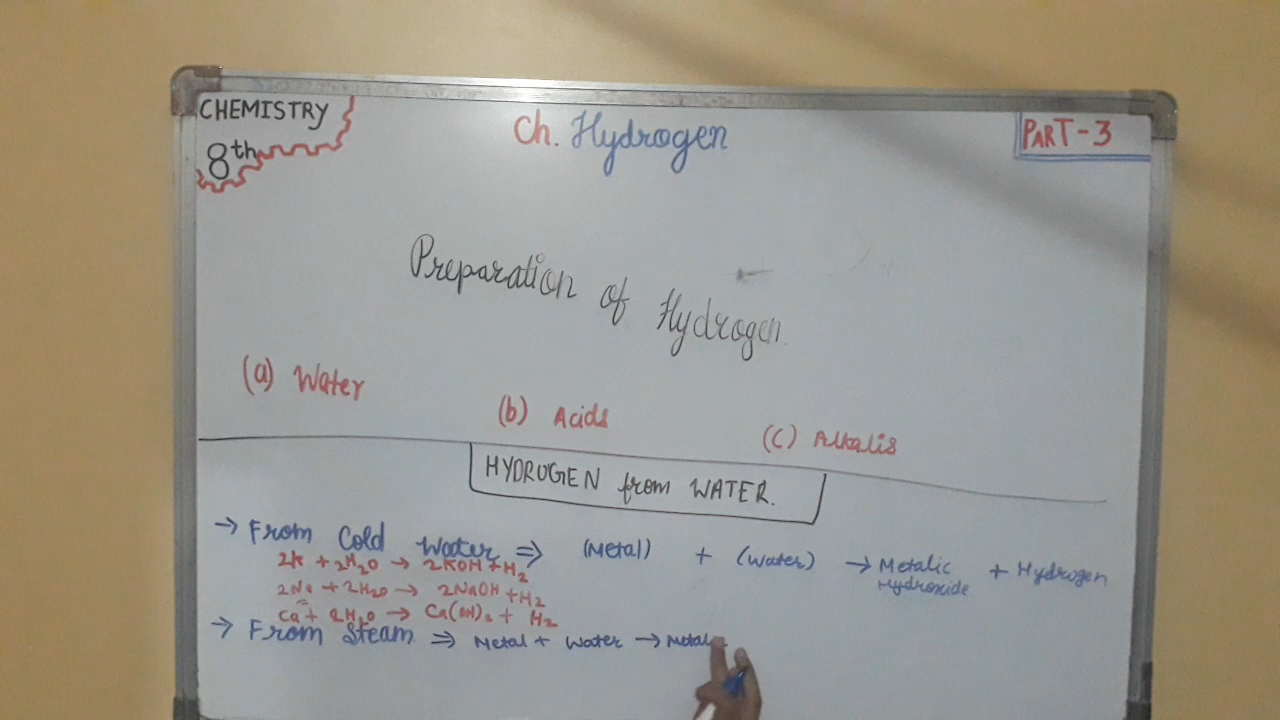 CHEMISTRY
8th
Ch. Hydrogen
PART-3
Preparation of Hydrogen.
(a) Water
(b) Acids
(C) Alkalis
HYDROGEN from WATER.
→ From Cold Water ⇒ (Metal) + (Water) → Metalic Hydroxide + Hydrogen
2K + 2H₂O → 2KOH + H₂
2Na + 2H₂O → 2NaOH + H₂
Ca + 2H₂O → Ca(OH)₂ + H₂
→ From Steam ⇒ Metal + Water → Metal